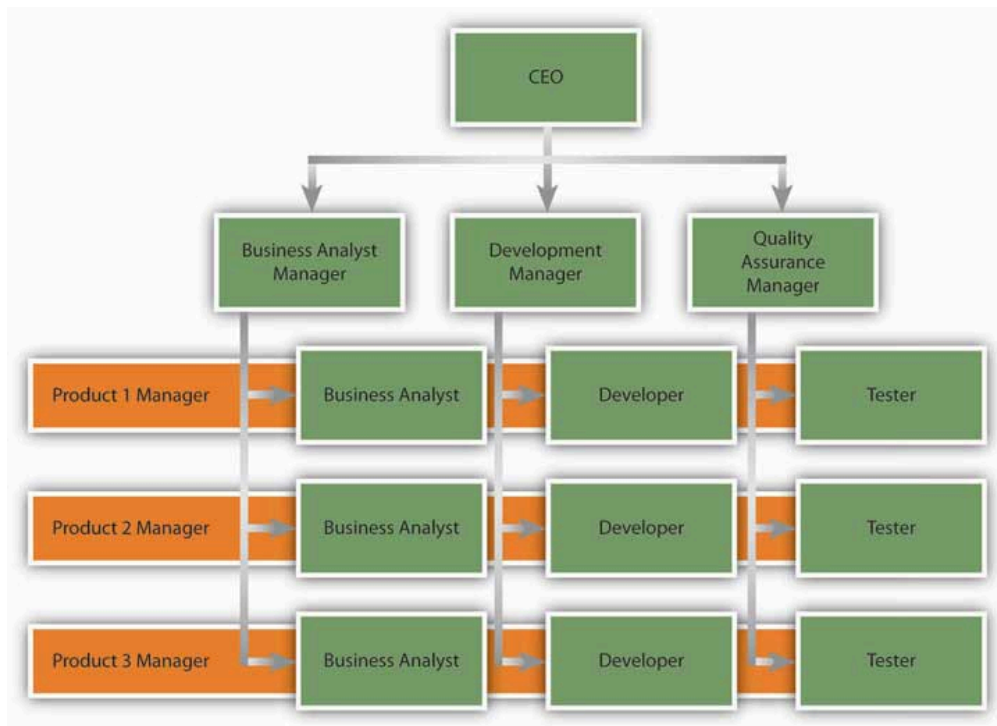 CEO
Business Analyst
Manager
Development
Manager
Quality
Assurance
Manager
Product 1 Manager
Business Analyst
Developer
Tester
Product 2 Manager
Business Analyst
Developer
Tester
Product 3 Manager
Business Analyst
Developer
Tester